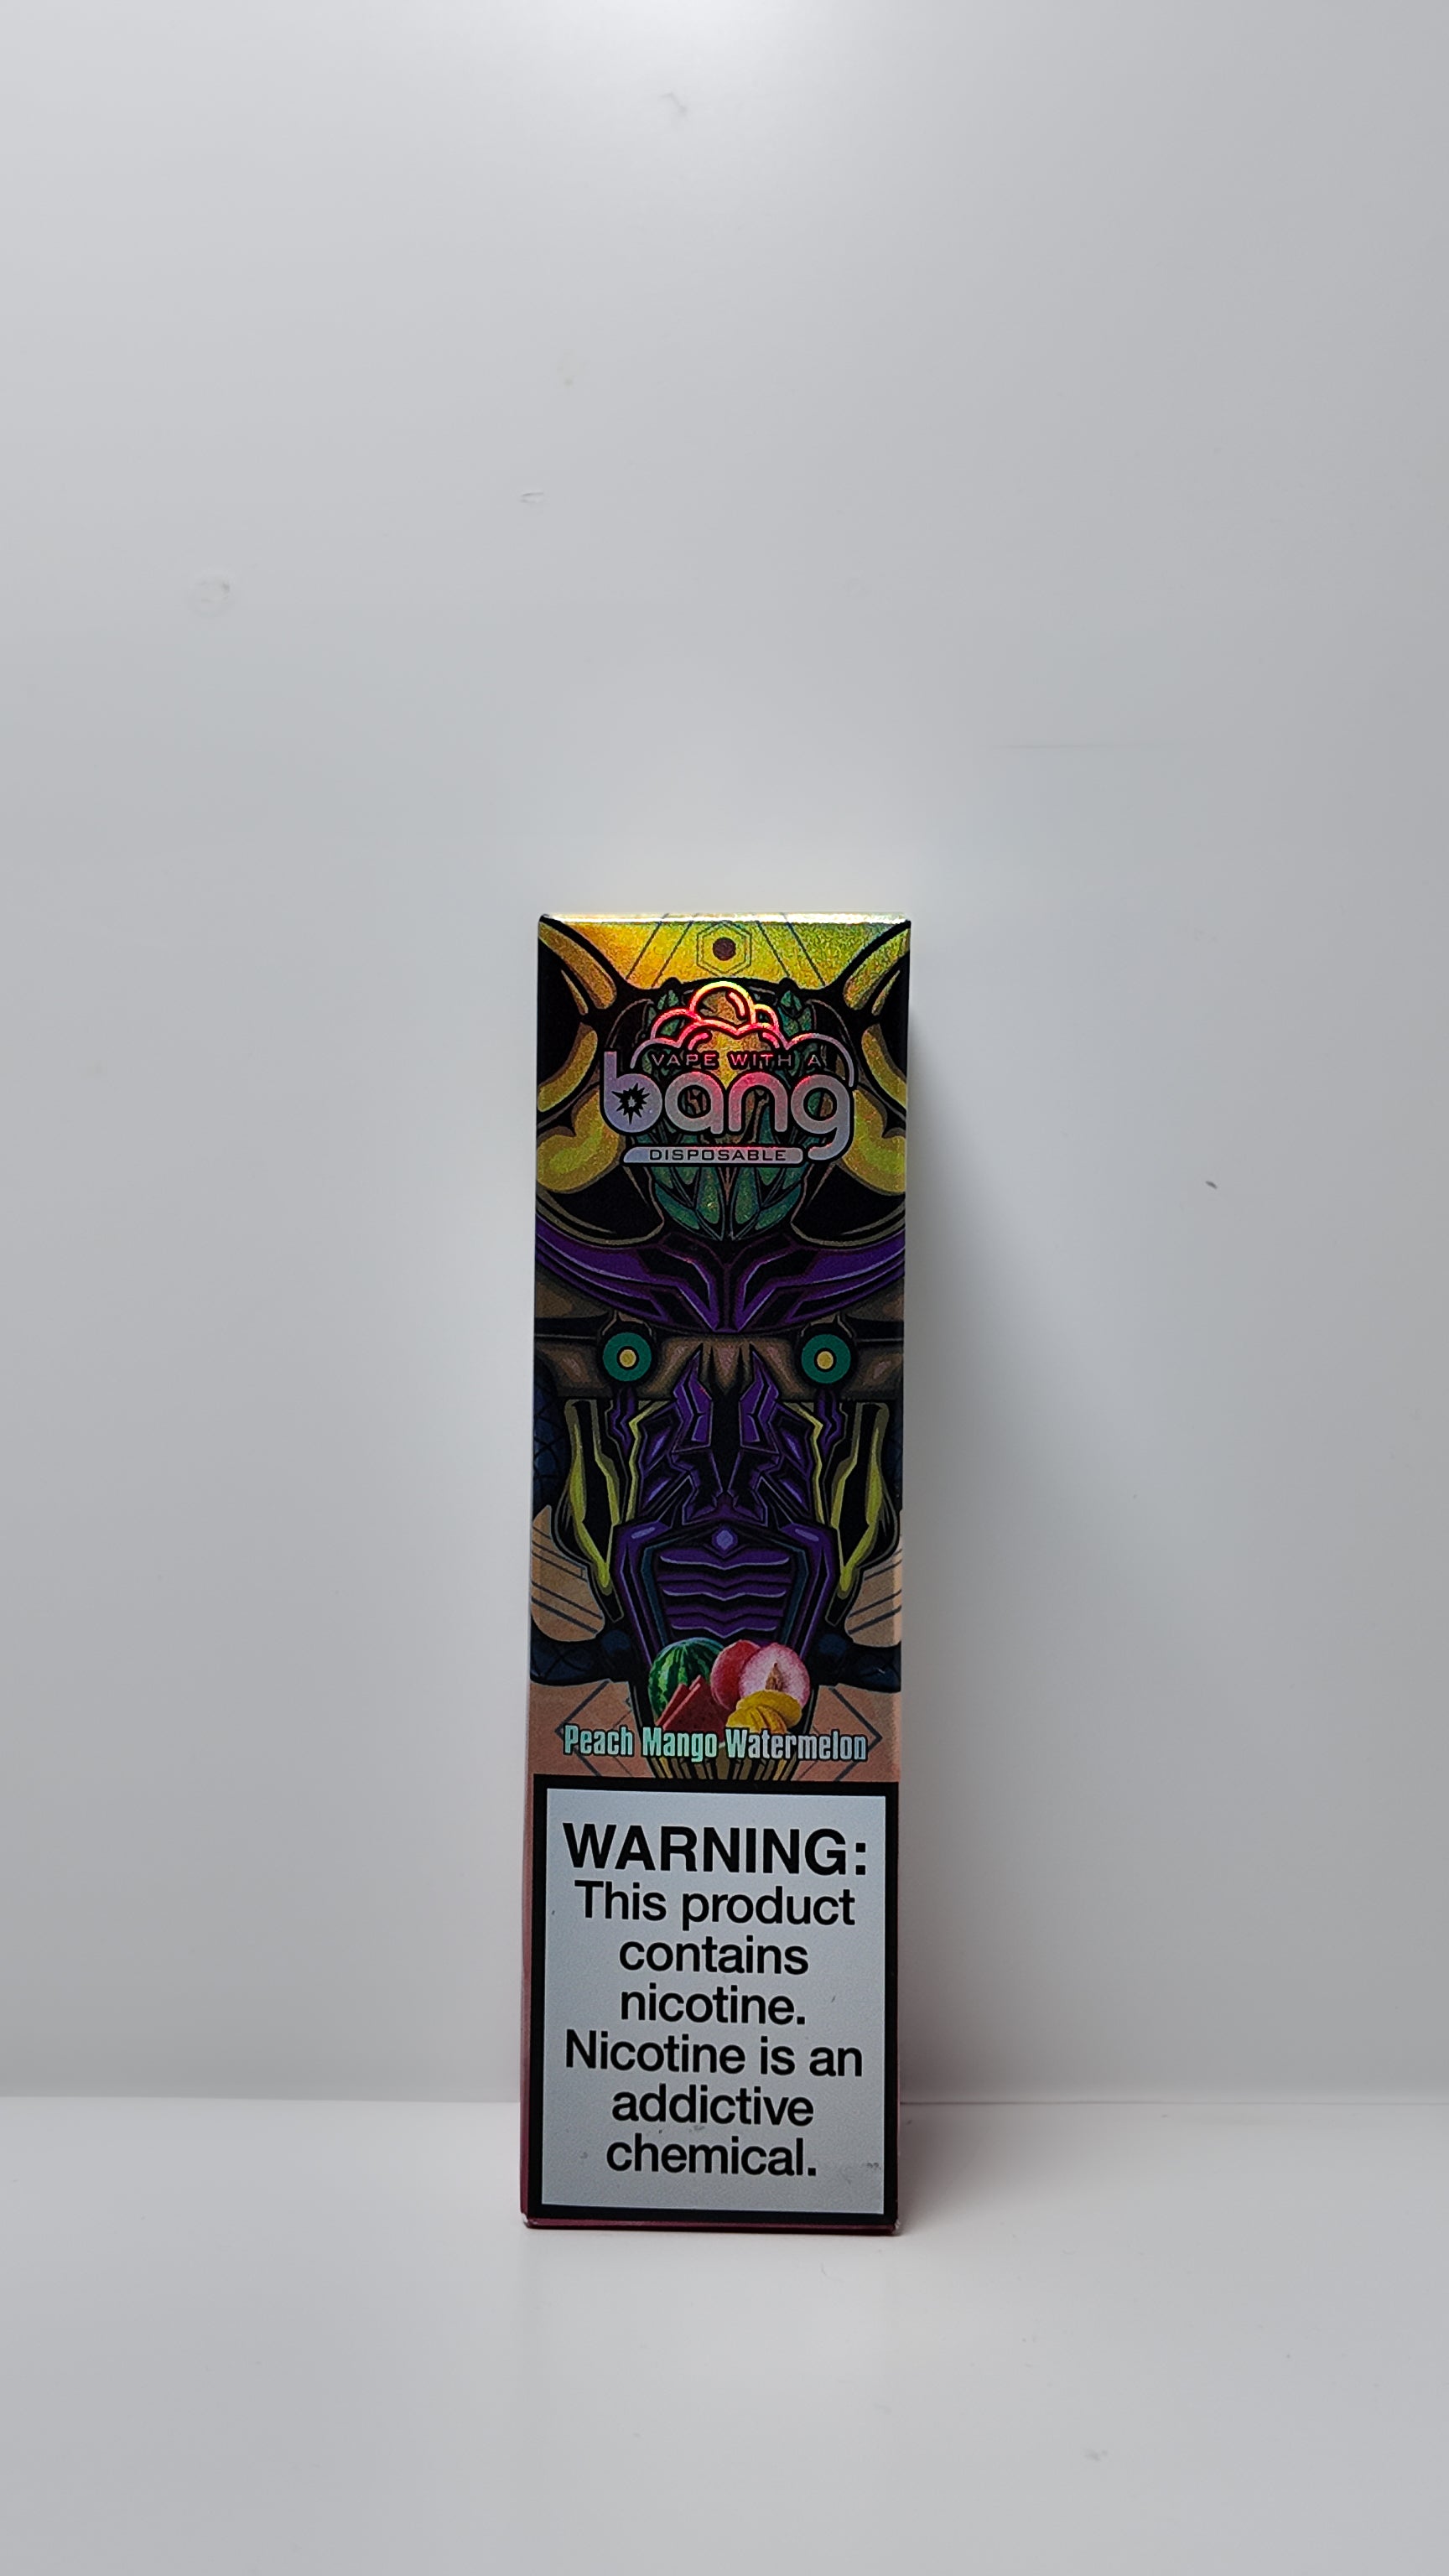 VAPE WITH A
bang
DISPOSABLE
Peach Mango Watermelon
WARNING:
This product
contains
nicotine.
Nicotine is an
addictive
chemical.